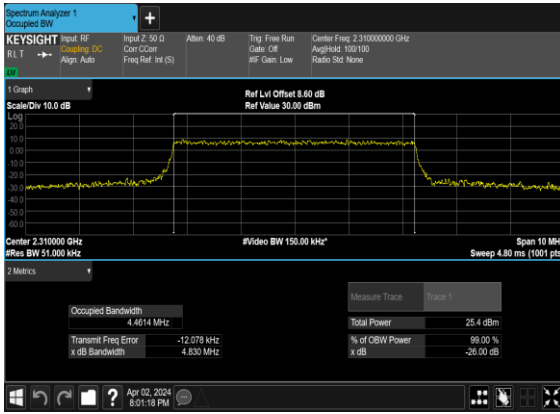 Spectrum Analyzer 1
Occupied BW
KEYSIGHT
RLT
Input: RF
Coupling: DC
Align: Auto
Input Z: 50 Ω
Corr CCorr
Freq Ref: Int (S)
Atten: 40 dB
Trig: Free Run
Gate: Off
#IF Gain: Low
Center Freq: 2.310000000 GHz
Avg|Hold: 100/100
Radio Std: None
1 Graph
Scale/Div 10.0 dB
Ref Lvl Offset 8.60 dB
Ref Value 30.00 dBm
Log
20.0
10.0
0.00
-10.0
-20.0
-30.0
-40.0
-50.0
-60.0
Center 2.310000 GHz
#Res BW 51.000 kHz
#Video BW 150.00 kHz*
Span 10 MH
Sweep 4.80 ms (1001 pts
2 Metrics
Measure Trace
Trace 1
Occupied Bandwidth
4.4614 MHz
Total Power
25.4 dBm
Transmit Freq Error
-12.078 kHz
% of OBW Power
99.00 %
x dB Bandwidth
4.830 MHz
x dB
-26.00 dB
Apr 02, 2024
8:01:18 PM